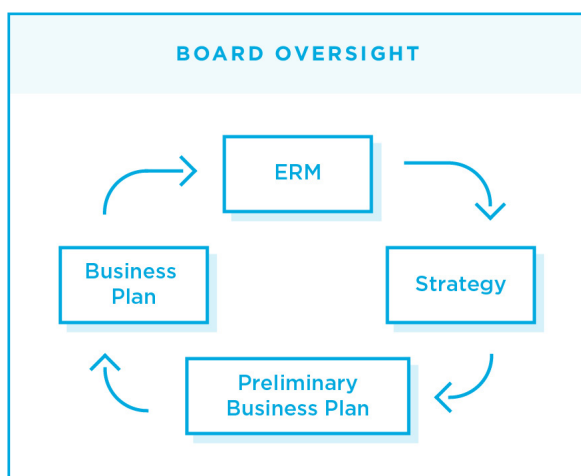 BOARD OVERSIGHT
ERM
Business
Plan
Strategy
Preliminary
Business Plan